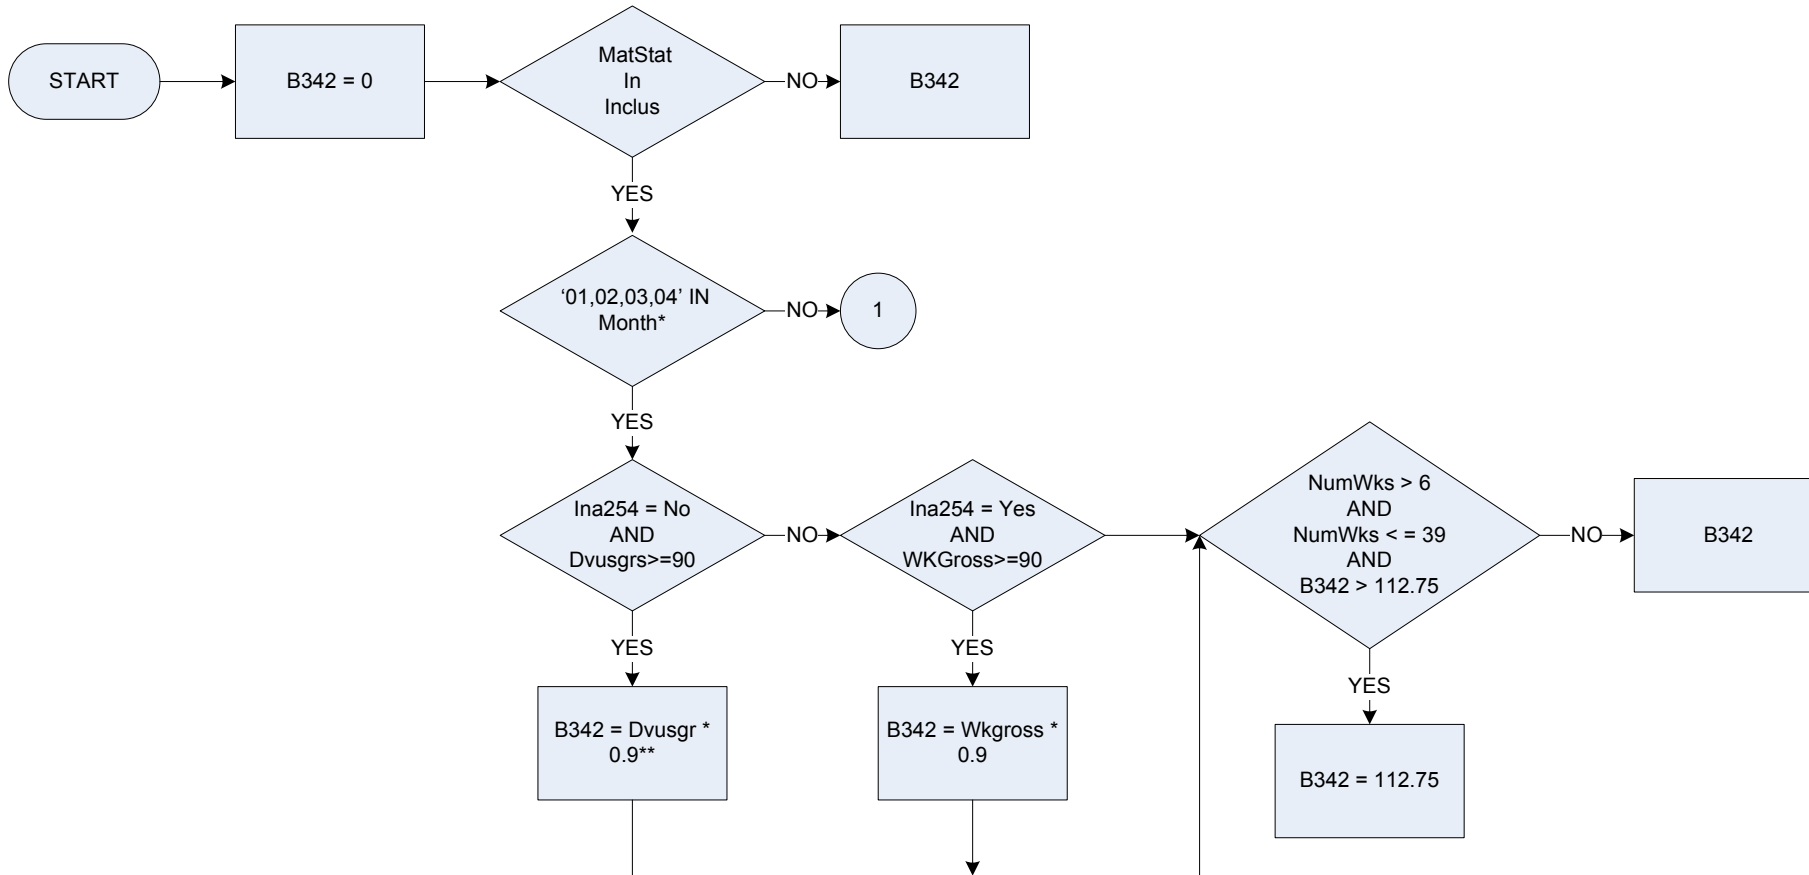 START
B342 = 0
MatStat
In
Inclus
NO
B342
YES
‘01,02,03,04’ IN
Month*
NO
1
YES
Ina254 = No
AND
Dvusgrs>=90
NO
Ina254 = Yes
AND
WKGross>=90
NumWks > 6
AND
NumWks < = 39
AND
B342 > 112.75
NO
B342
YES
B342 = Dvusgr *
0.9**
YES
B342 = Wkgross *
0.9
YES
B342 = 112.75